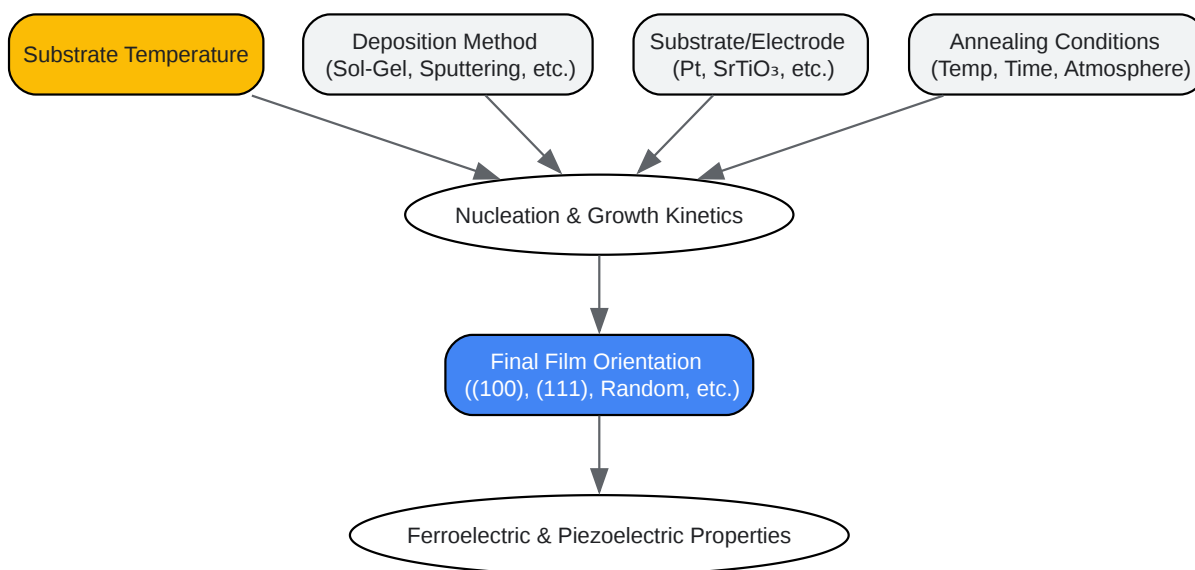 Substrate Temperature
Deposition Method
(Sol-Gel, Sputtering, etc.)
Substrate/Electrode
(Pt, SrTiO₃, etc.)
Annealing Conditions
(Temp, Time, Atmosphere)
Nucleation & Growth Kinetics
Final Film Orientation
((100), (111), Random, etc.)
Ferroelectric & Piezoelectric Properties